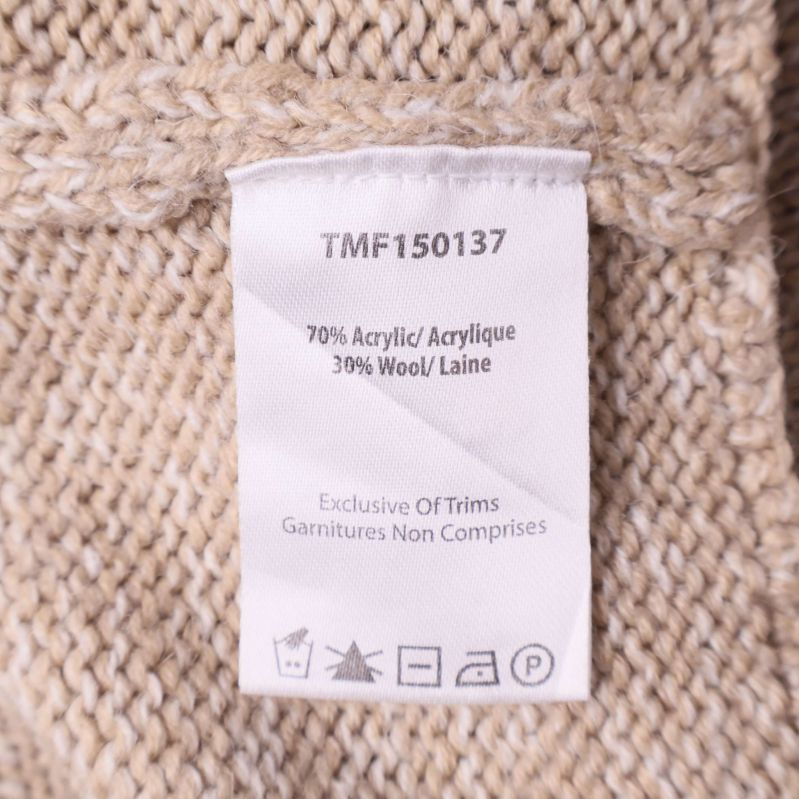 TMF150137
70% Acrylic/ Acrylique
30% Wool/ Laine
Exclusive Of Trims
Garnitures Non Comprises
P